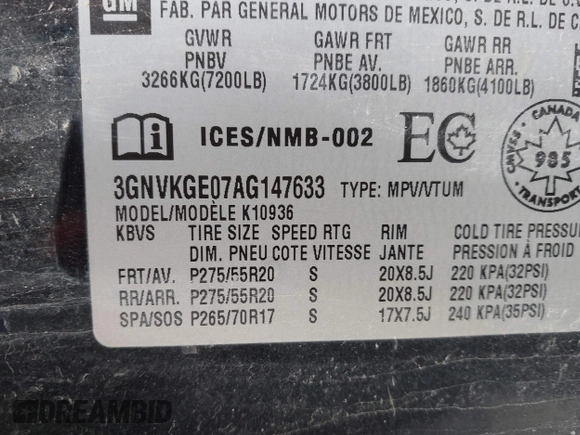 GM
FAB. PAR GENERAL MOTORS DE MEXICO, S. DE R.L. DE C.
GVWR GAWR FRT GAWR RR
PNBV PNBE AV. PNBE ARR.
3266KG(7200LB) 1724KG(3800LB) 1860KG(4100LB)
ICES/NMB-002 EC
CANADA
985
TRANSPORT
3GNVKGE07AG147633 TYPE: MPV/VTUM
MODEL/MODÈLE K10936
KBVS TIRE SIZE SPEED RTG RIM COLD TIRE PRESSUR
DIM. PNEU COTE VITESSE JANTE PRESSION À FROID
FRT/AV. P275/55R20 S 20X8.5J 220 KPA(32PSI)
RR/ARR. P275/55R20 S 20X8.5J 220 KPA(32PSI)
SPA/SOS P265/70R17 S 17X7.5J 240 KPA(35PSI)
DREAMBID